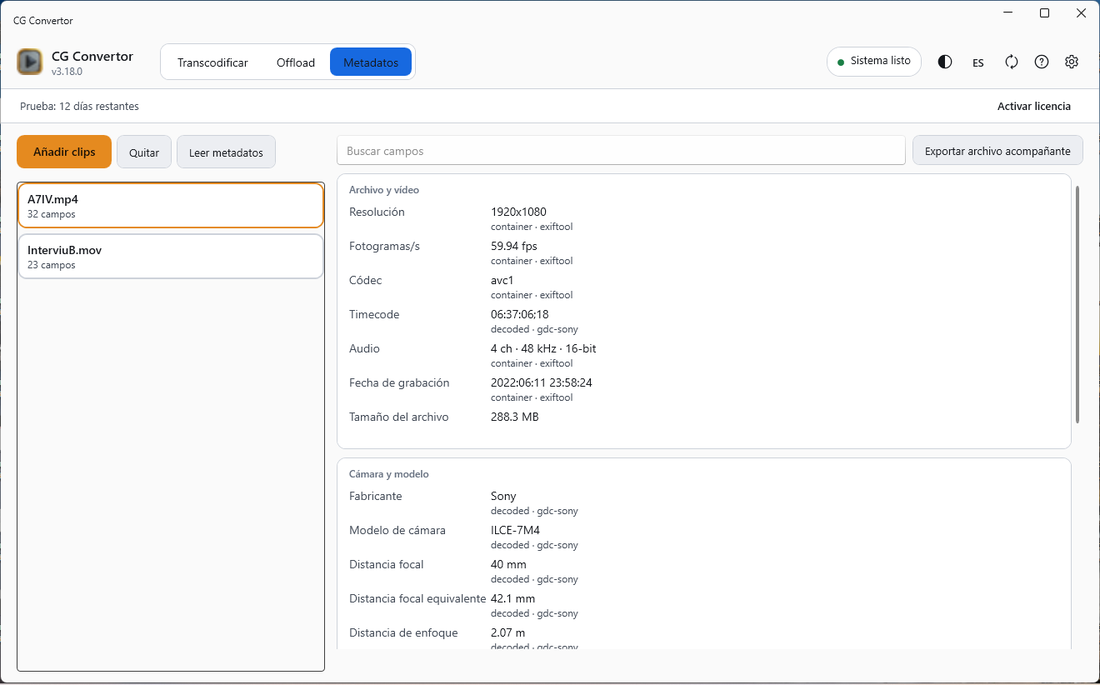 CG Convertor
CG Convertor
v3.18.0
Transcodificar
Offload
Metadatos
Sistema listo
ES
Prueba: 12 días restantes
Activar licencia
Añadir clips
Quitar
Leer metadatos
Buscar campos
Exportar archivo acompañante
A7IV.mp4
32 campos
InterviuB.mov
23 campos
Archivo y vídeo
Resolución 1920x1080
container · exiftool
Fotogramas/s 59.94 fps
container · exiftool
Códec avc1
container · exiftool
Timecode 06:37:06;18
decoded · gdc-sony
Audio 4 ch · 48 kHz · 16-bit
container · exiftool
Fecha de grabación 2022:06:11 23:58:24
container · exiftool
Tamaño del archivo 288.3 MB
Cámara y modelo
Fabricante Sony
decoded · gdc-sony
Modelo de cámara ILCE-7M4
decoded · gdc-sony
Distancia focal 40 mm
decoded · gdc-sony
Distancia focal equivalente 42.1 mm
decoded · gdc-sony
Distancia de enfoque 2.07 m
decoded · gdc-sony